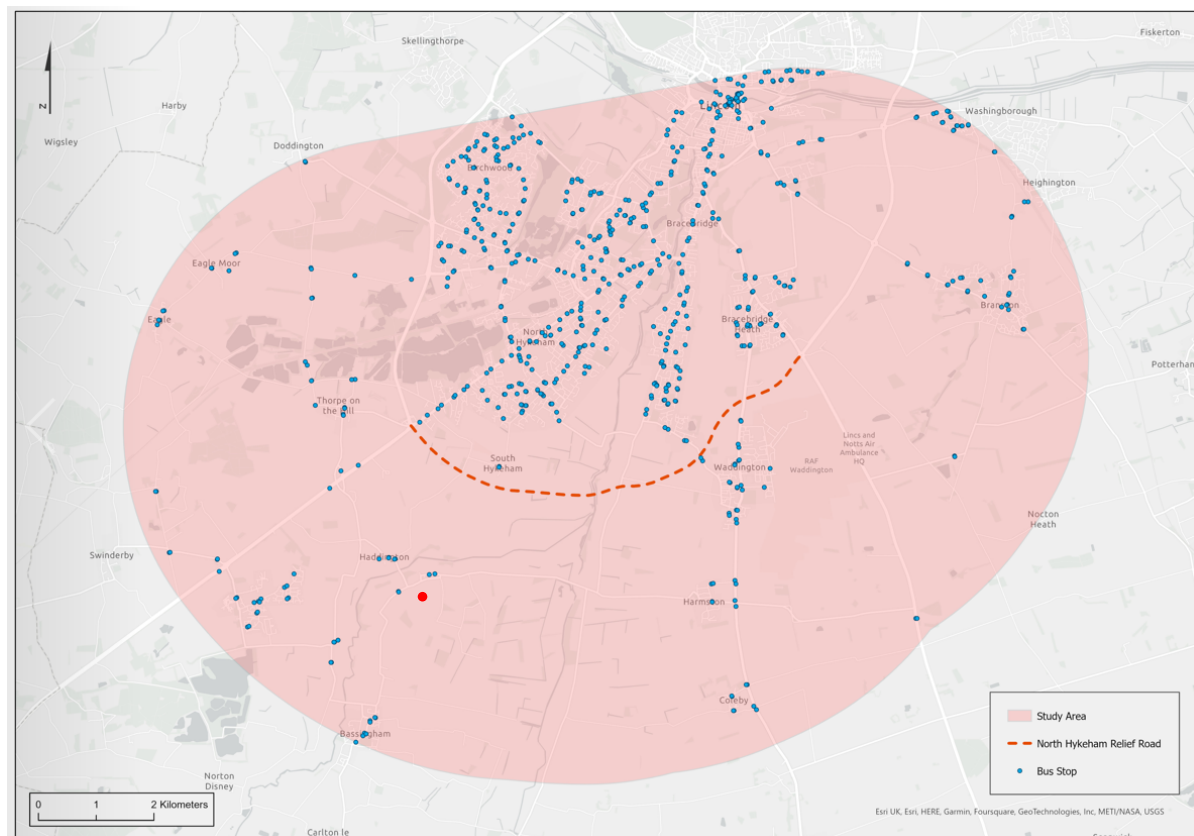 Skellingthorpe
Fiskerton
N
Harby
Washingborough
Wigsley
Doddington
Birchwood
Heighington
Bracebridge
Eagle Moor
Branston
Eagle
Bracebridge
Heath
North
Hykeham
Potterham
Thorpe on
the Hill
Lincs and
Notts Air
Ambulance
HQ
South
Hykeham
Waddington
RAF
Waddington
Nocton
Heath
Swinderby
Haddington
Harmston
Coleby
Study Area
Bassingham
North Hykeham Relief Road
Norton
Disney
Bus Stop
0 1 2 Kilometers
Esri UK, Esri, HERE, Garmin, Foursquare, GeoTechnologies, Inc, METI/NASA, USGS
Carlton le